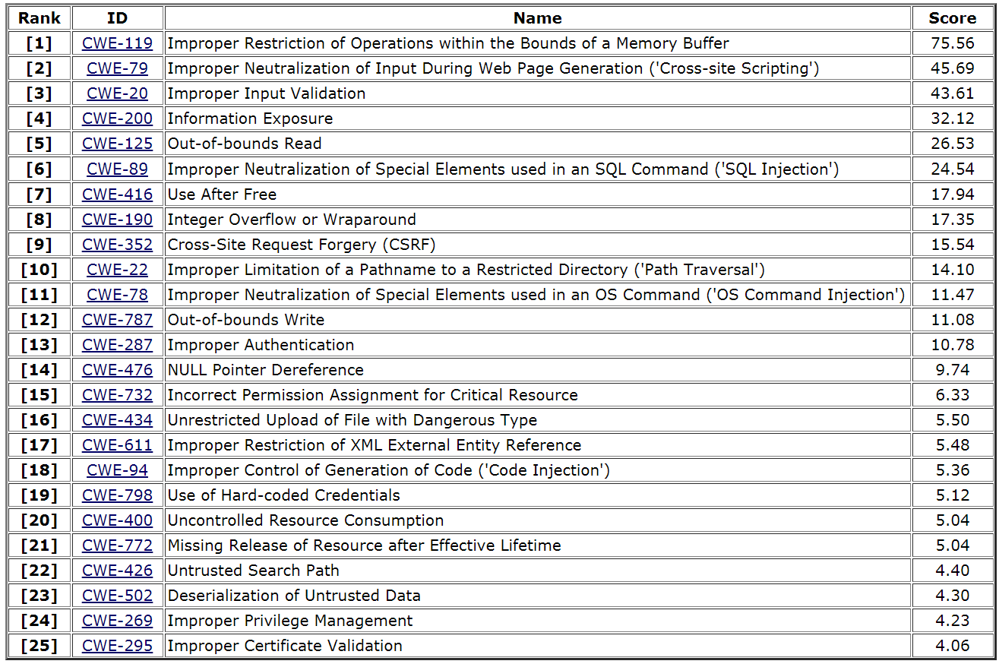 Rank ID Name Score
[1] CWE-119 Improper Restriction of Operations within the Bounds of a Memory Buffer 75.56
[2] CWE-79 Improper Neutralization of Input During Web Page Generation ('Cross-site Scripting') 45.69
[3] CWE-20 Improper Input Validation 43.61
[4] CWE-200 Information Exposure 32.12
[5] CWE-125 Out-of-bounds Read 26.53
[6] CWE-89 Improper Neutralization of Special Elements used in an SQL Command ('SQL Injection') 24.54
[7] CWE-416 Use After Free 17.94
[8] CWE-190 Integer Overflow or Wraparound 17.35
[9] CWE-352 Cross-Site Request Forgery (CSRF) 15.54
[10] CWE-22 Improper Limitation of a Pathname to a Restricted Directory ('Path Traversal') 14.10
[11] CWE-78 Improper Neutralization of Special Elements used in an OS Command ('OS Command Injection') 11.47
[12] CWE-787 Out-of-bounds Write 11.08
[13] CWE-287 Improper Authentication 10.78
[14] CWE-476 NULL Pointer Dereference 9.74
[15] CWE-732 Incorrect Permission Assignment for Critical Resource 6.33
[16] CWE-434 Unrestricted Upload of File with Dangerous Type 5.50
[17] CWE-611 Improper Restriction of XML External Entity Reference 5.48
[18] CWE-94 Improper Control of Generation of Code ('Code Injection') 5.36
[19] CWE-798 Use of Hard-coded Credentials 5.12
[20] CWE-400 Uncontrolled Resource Consumption 5.04
[21] CWE-772 Missing Release of Resource after Effective Lifetime 5.04
[22] CWE-426 Untrusted Search Path 4.40
[23] CWE-502 Deserialization of Untrusted Data 4.30
[24] CWE-269 Improper Privilege Management 4.23
[25] CWE-295 Improper Certificate Validation 4.06